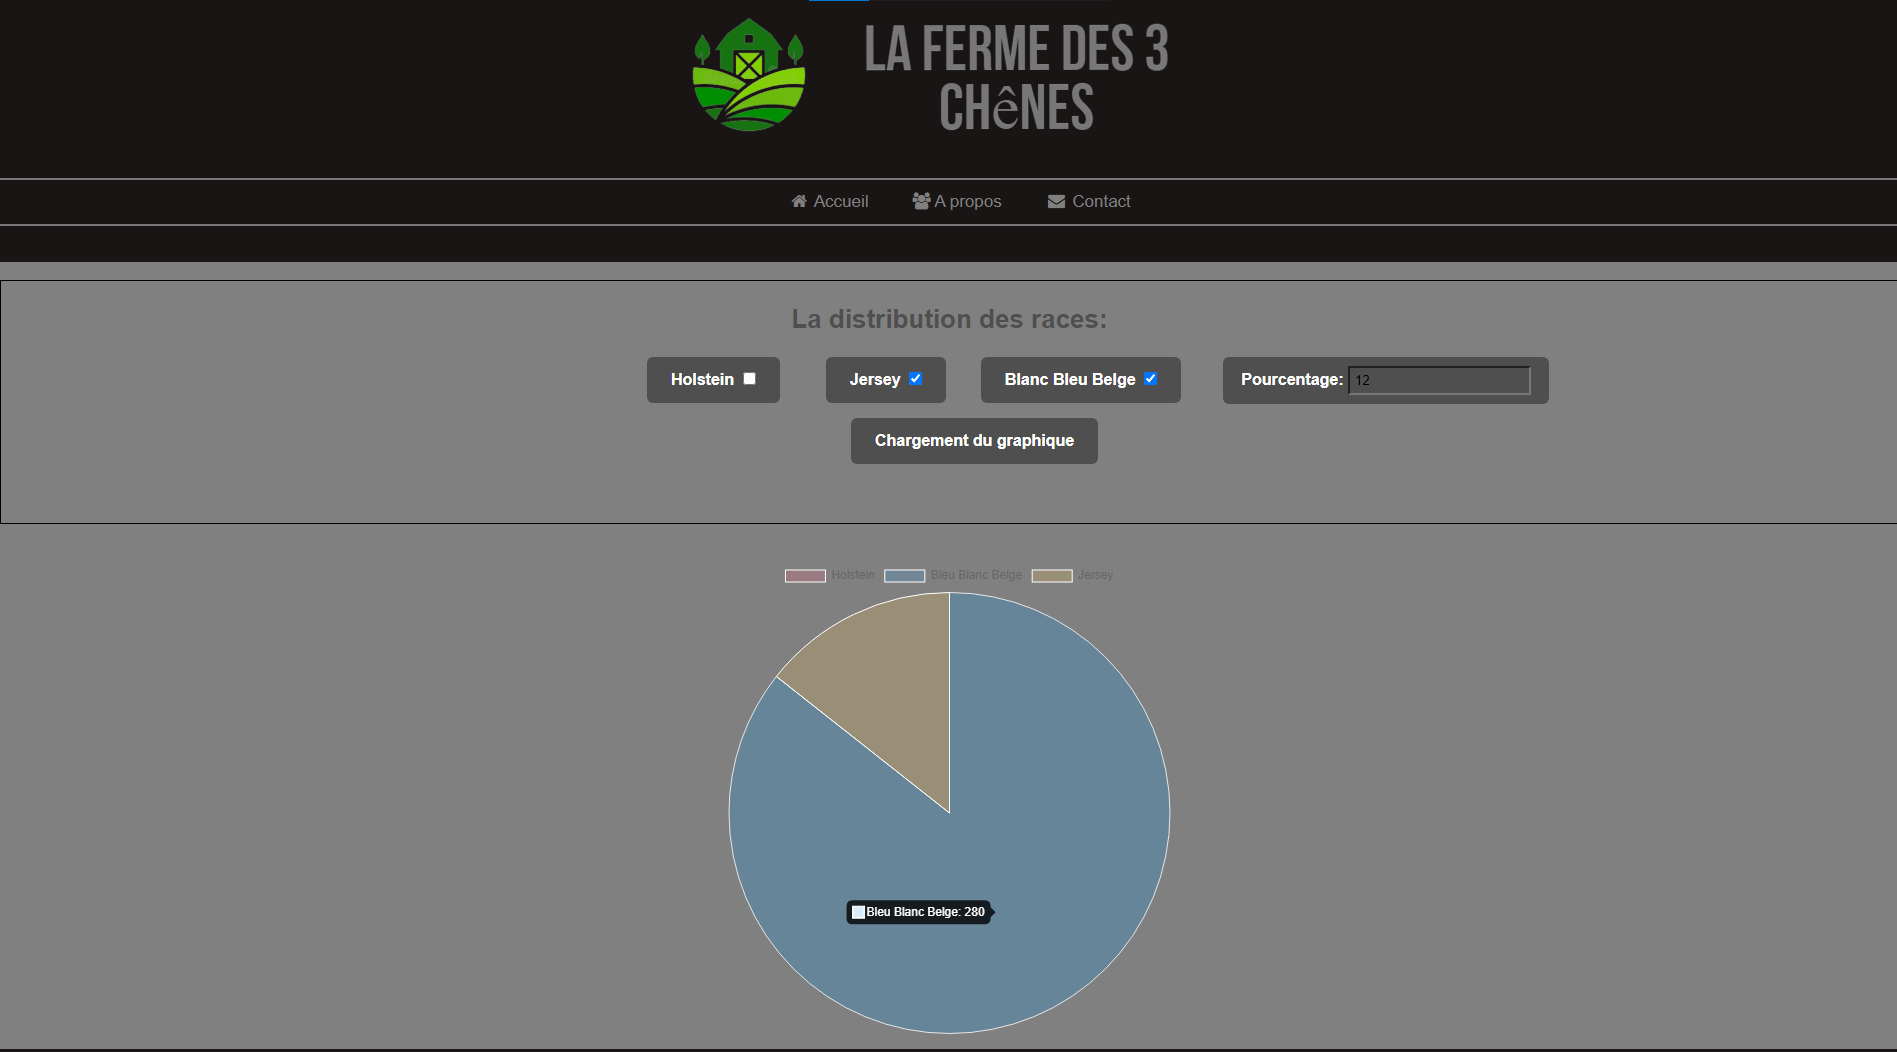 LA FERME DES 3
CHêNES
Accueil A propos Contact
La distribution des races:
Holstein Jersey Blanc Bleu Belge Pourcentage: 12
Chargement du graphique
Holstein Bleu Blanc Belge Jersey
Bleu Blanc Belge: 280